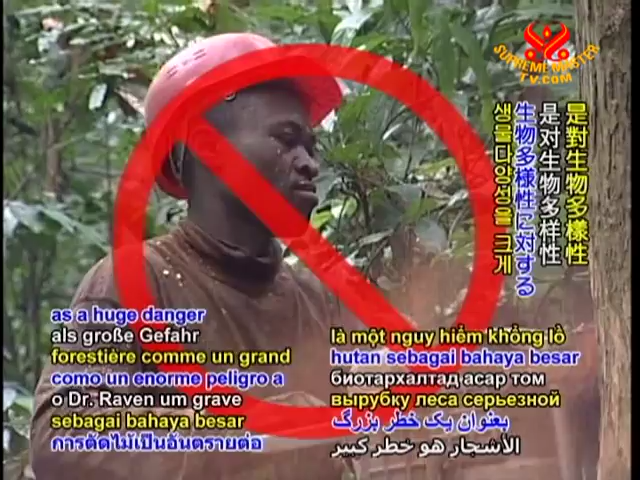 SUPREME MASTER
TV.COM
是對生物多樣性
是对生物多样性
生物多様性に対する
생물다양성을 크게
as a huge danger
als große Gefahr
forestière comme un grand
como un enorme peligro a
o Dr. Raven um grave
sebagai bahaya besar
การตัดไม้เป็นอันตรายต่อ
là một nguy hiểm khổng lồ
hutan sebagai bahaya besar
биотархалтад асар том
вырубку леса серьезной
بعنوان یک خطر بزرگ
الأشجار هو خطر كبير